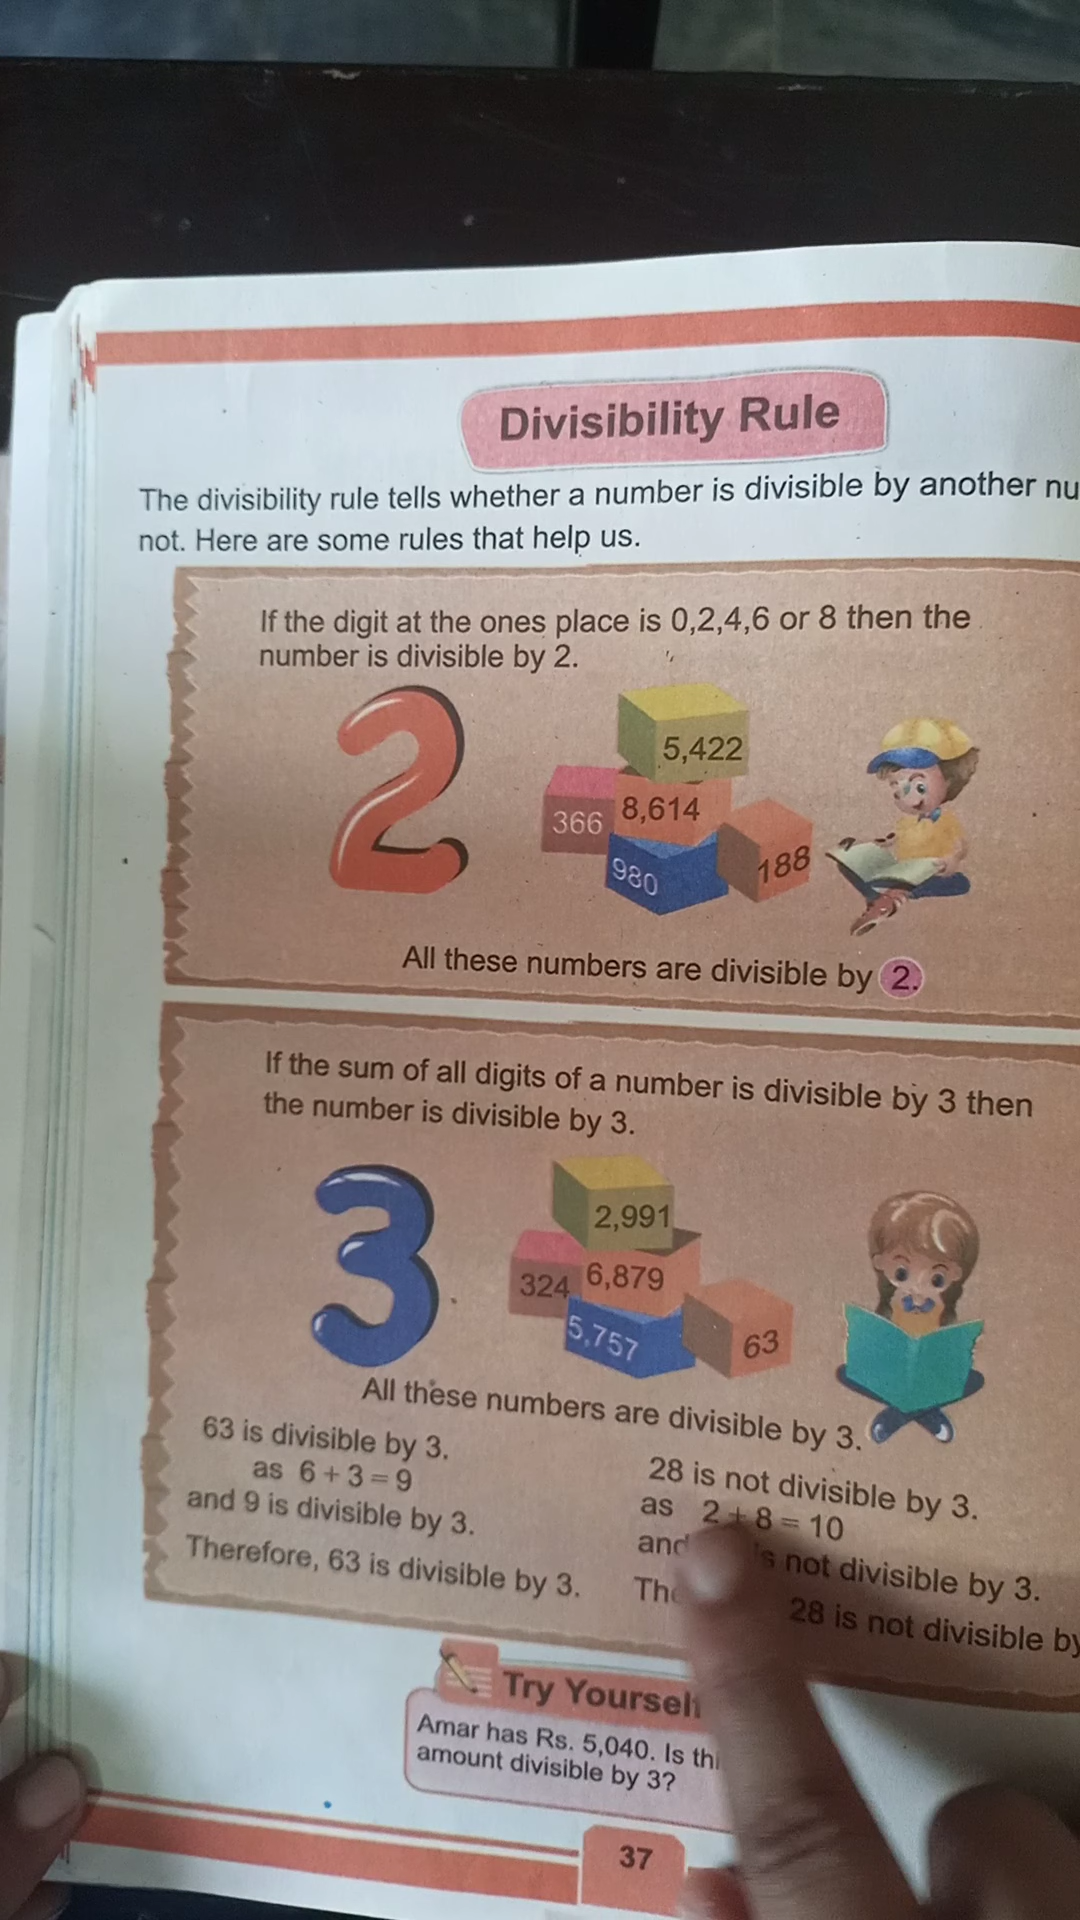 Divisibility Rule
The divisibility rule tells whether a number is divisible by another
not. Here are some rules that help us.
If the digit at the ones place is 0,2,4,6 or 8 then the
number is divisible by 2.
2
5,422
366
8,614
980
188
All these numbers are divisible by 2.
If the sum of all digits of a number is divisible by 3 then
the number is divisible by 3.
3
2,991
324
6,879
5,757
63
All these numbers are divisible by 3.
63 is divisible by 3.
as 6+3=9
and 9 is divisible by 3.
Therefore, 63 is divisible by 3.
28 is not divisible by 3.
as 2+8=10
not divisible by 3.
28 is not divisible
Try
Amar has Rs. 5,040. Is
amount divisible by 3?
37